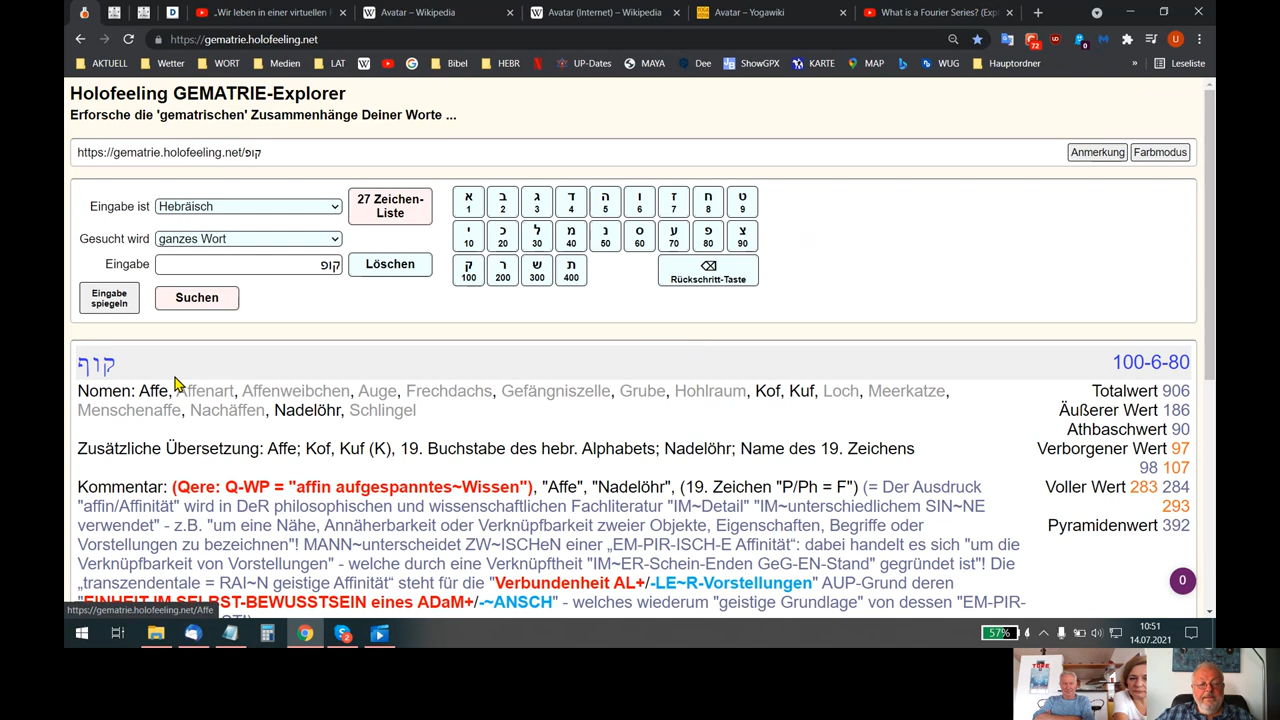 „Wir leben in einer virtuellen R
Avatar – Wikipedia
Avatar (Internet) – Wikipedia
Avatar – Yogawiki
What is a Fourier Series? (Expl
https://gematrie.holofeeling.net
72
0
U
AKTUELL
Wetter
WORT
Medien
LAT
Bibel
HEBR
UP-Dates
MAYA
Dee
ShowGPX
KARTE
MAP
WUG
Hauptordner
»
Leseliste
Holofeeling GEMATRIE-Explorer
Erforsche die 'gematrischen' Zusammenhänge Deiner Worte ...
https://gematrie.holofeeling.net/קופ
Anmerkung
Farbmodus
Eingabe ist
Hebräisch
27 Zeichen-
Liste
Gesucht wird
ganzes Wort
Eingabe
קופ
Löschen
Eingabe
spiegeln
Suchen
א ב ג ד ה ו ז ח ט
1 2 3 4 5 6 7 8 9
י כ ל מ נ ס ע פ צ
10 20 30 40 50 60 70 80 90
ק ר ש ת
100 200 300 400
Rückschritt-Taste
קוף
100-6-80
Nomen: Affe, Affenart, Affenweibchen, Auge, Frechdachs, Gefängniszelle, Grube, Hohlraum, Kof, Kuf, Loch, Meerkatze,
Menschenaffe, Nachäffen, Nadelöhr, Schlingel
Totalwert 906
Äußerer Wert 186
Athbaschwert 90
Verborgener Wert 97
98 107
Voller Wert 283 284
293
Pyramidenwert 392
Zusätzliche Übersetzung: Affe; Kof, Kuf (K), 19. Buchstabe des hebr. Alphabets; Nadelöhr; Name des 19. Zeichens
Kommentar: (Qere: Q-WP = "affin aufgespanntes~Wissen"), "Affe", "Nadelöhr", (19. Zeichen "P/Ph = F") (= Der Ausdruck
"affin/Affinität" wird in DeR philosophischen und wissenschaftlichen Fachliteratur "IM~Detail" "IM~unterschiedlichem SIN~NE
verwendet" - z.B. "um eine Nähe, Annäherbarkeit oder Verknüpfbarkeit zweier Objekte, Eigenschaften, Begriffe oder
Vorstellungen zu bezeichnen"! MANN~unterscheidet ZW~ISCHeN einer „EM-PIR-ISCH-E Affinität“: dabei handelt es sich "um die
Verknüpfbarkeit von Vorstellungen" - welche durch eine Verknüpftheit "IM~ER-Schein-Enden GeG-EN-Stand" gegründet ist"! Die
„transzendentale = RAI~N geistige Affinität“ steht für die "Verbundenheit AL+/-LE~R-Vorstellungen" AUP-Grund deren
"EINHEIT IM SELBST-BEWUSSTSEIN eines ADaM+/-~ANSCH" - welches wiederum "geistige Grundlage" von dessen "EM-PIR-
0
https://gematrie.holofeeling.net/Affe
57%
10:51
14.07.2021